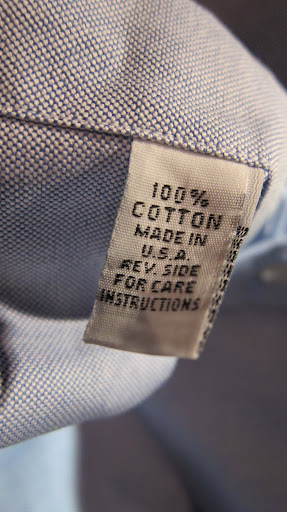 100%
COTTON
MADE IN
U.S.A.
REV. SIDE
FOR CARE
INSTRUCTIONS